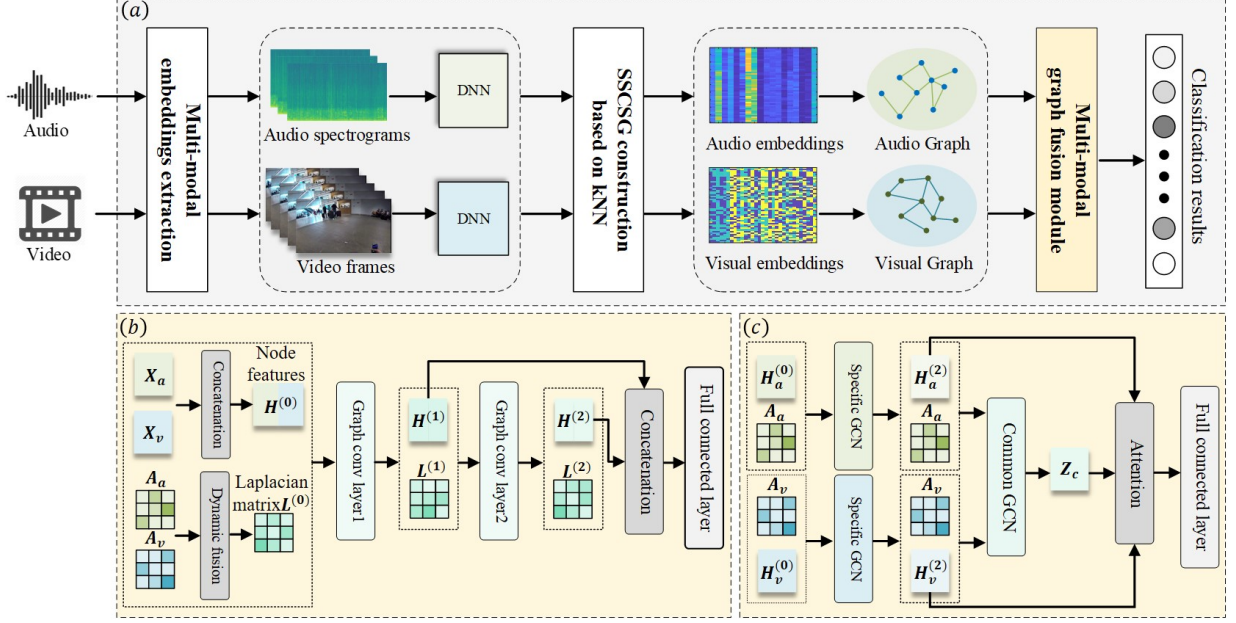 (a)
Audio
Video
Multi-modal
embeddings extraction
Audio spectrograms
DNN
Video frames
DNN
SSCSG construction
based on kNN
Audio embeddings
Audio Graph
Visual embeddings
Visual Graph
Multi-modal
graph fusion module
Classification results
(b)
X_a
X_v
Concatenation
Node
features
H^(0)
A_a
A_v
Dynamic fusion
Laplacian
matrix L^(0)
Graph conv layer1
H^(1)
L^(1)
Graph conv layer2
H^(2)
L^(2)
Concatenation
Full connected layer
(c)
H_a^(0)
A_a
A_v
H_v^(0)
Specific GCN
Specific GCN
H_a^(2)
A_a
A_v
H_v^(2)
Common GCN
Z_c
Attention
Full connected layer